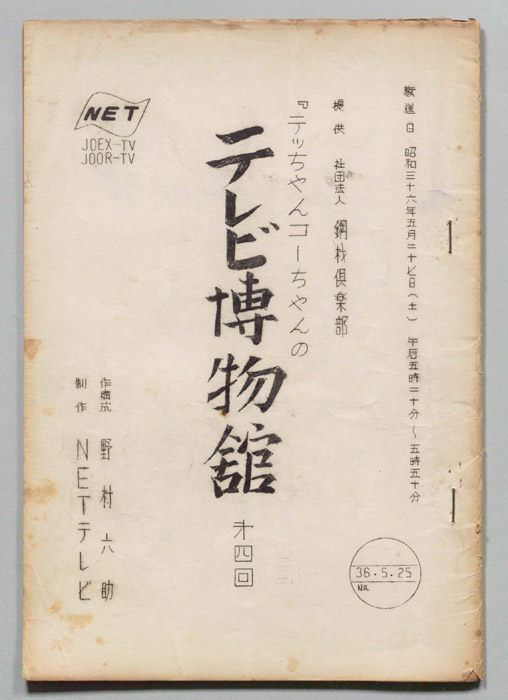 放送日 昭和三十六年五月二十七日(土) 午后五時二十分〜五時五十分
提供 社団法人 鋼材倶楽部
『テッちゃんコーちゃんの
テレビ博物舘
才四回
作構成 野村六助
制作 NETテレビ
NET
JOEX-TV
JOOR-TV
36.5.25
No.